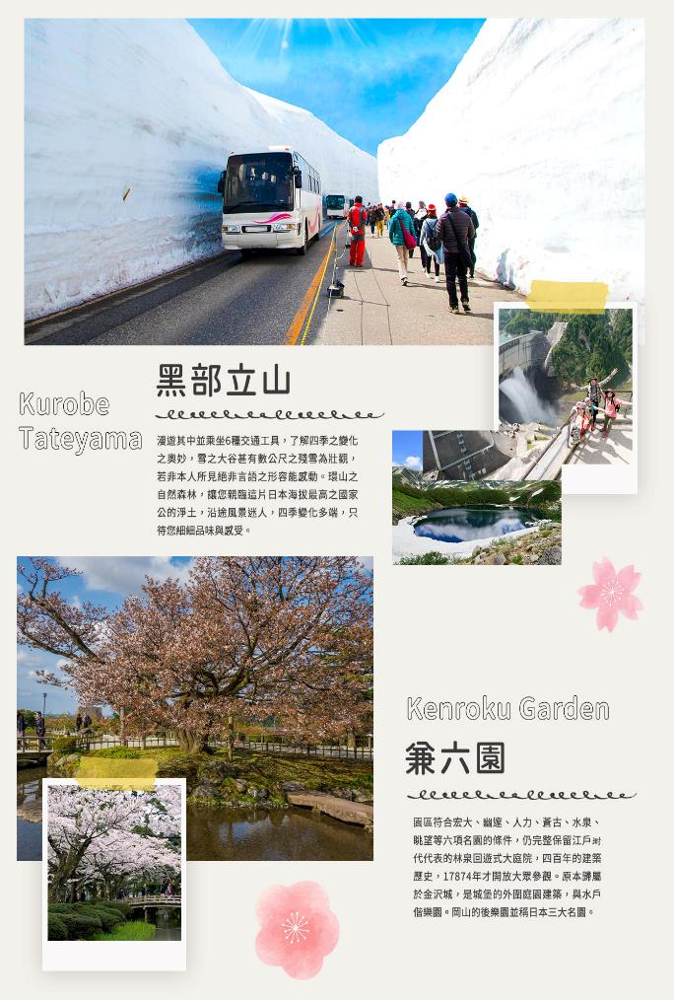 黑部立山
Kurobe
Tateyama
漫遊其中並乘坐6種交通工具，了解四季之變化
之奧妙，雪之大谷甚有數公尺之殘雪為壯觀，
若非本人所見絕非言語之形容能感動。環山之
自然森林，讓您親臨這片日本海拔最高之國家
公的淨土，沿途風景迷人，四季變化多端，只
待您細細品味與感受。
Kenroku Garden
兼六園
園區符合宏大、幽邃、人力、蒼古、水泉、
眺望等六項名園的條件，仍完整保留江戶時
代代表的林泉回遊式大庭院，四百年的建築
歷史，17874年才開放大眾參觀。原本歸屬
於金沢城，是城堡的外圍庭園建築，與水戶
偕樂園。岡山的後樂園並稱日本三大名園。